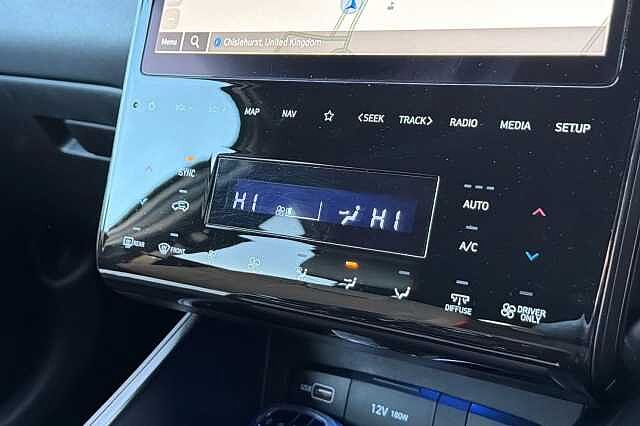 Menu Chislehurst, United Kingdom
MAP NAV ☆ <SEEK TRACK> RADIO MEDIA SETUP
SYNC
HI HI
AUTO
A/C
REAR FRONT
DIFFUSE DRIVER ONLY
12V 180W